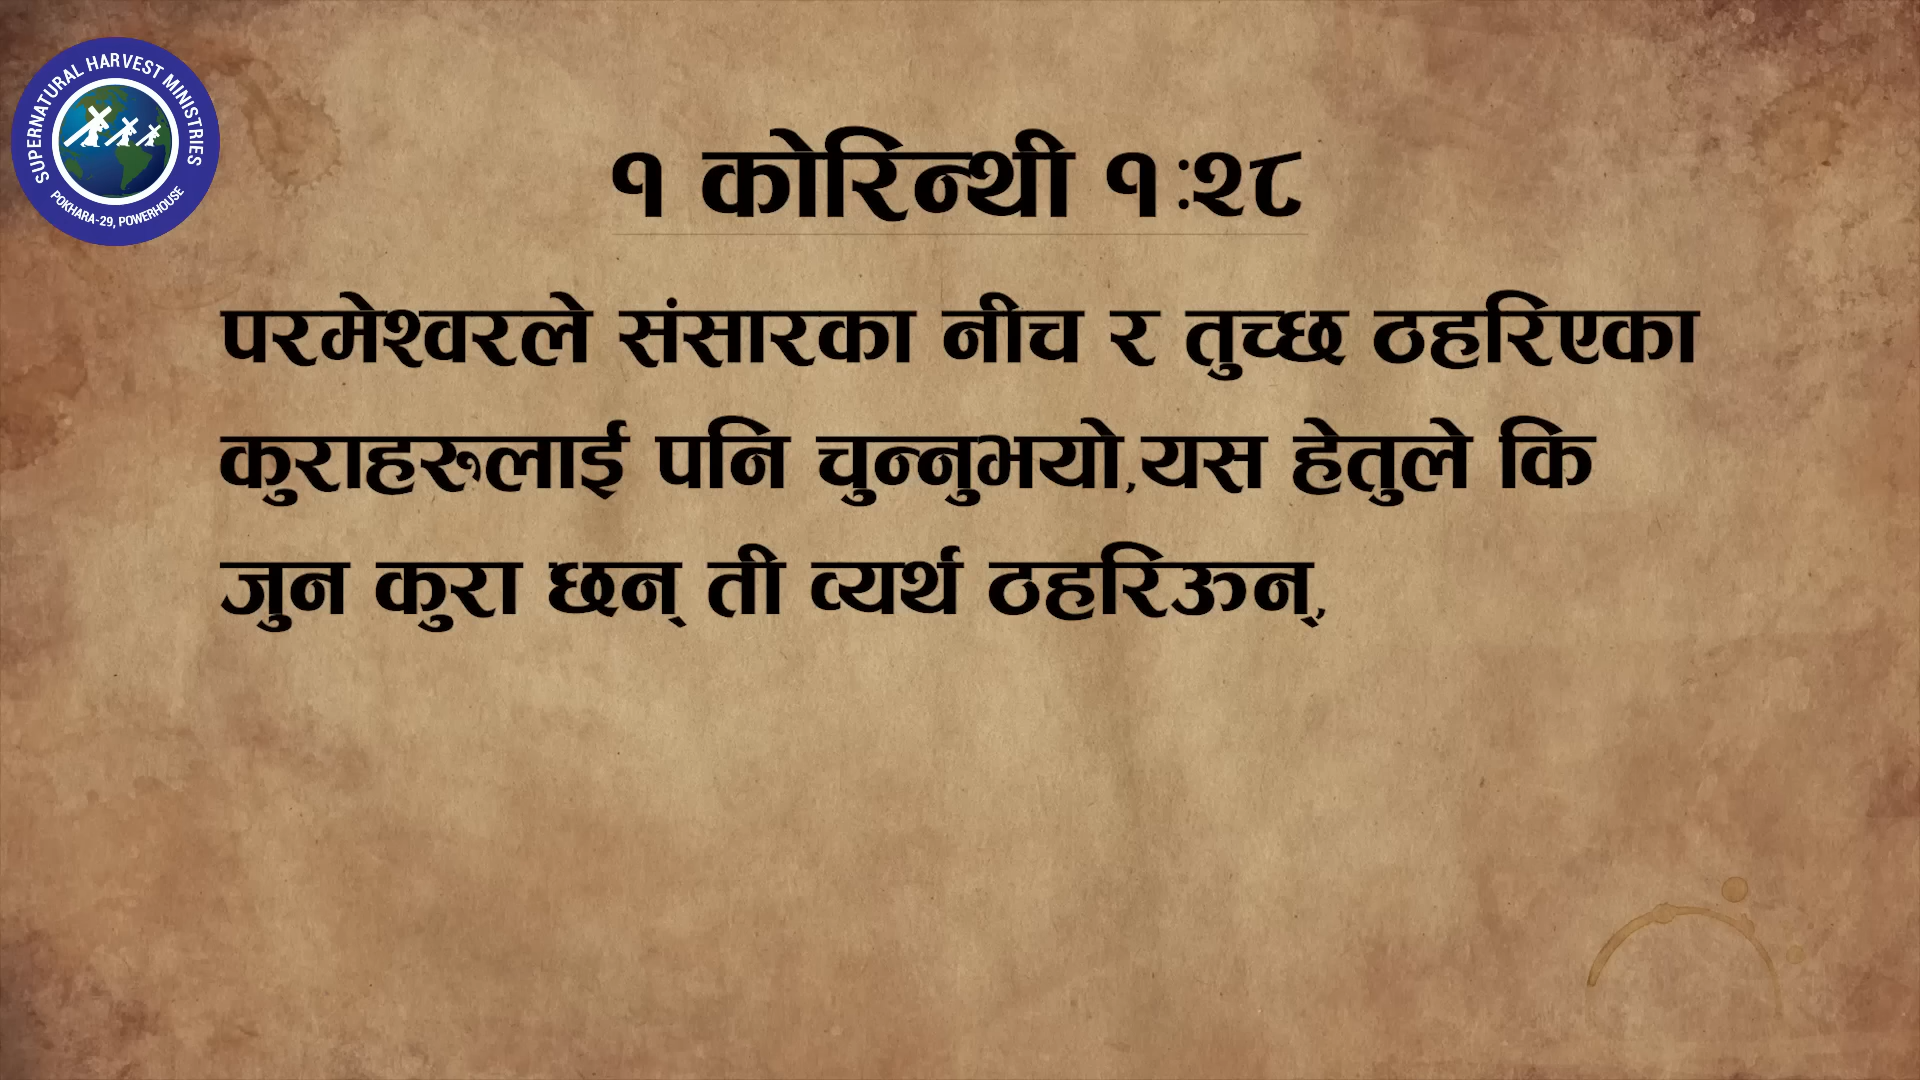 SUPERNATURAL HARVEST MINISTRIES
POKHARA-29, POWERHOUSE
१ कोरिन्थी १:२८
परमेश्वरले संसारका नीच र तुच्छ ठहरिएका
कुराहरुलाई पनि चुन्नुभयो,यस हेतुले कि
जुन कुरा छन् ती व्यर्थ ठहरिऊन्,